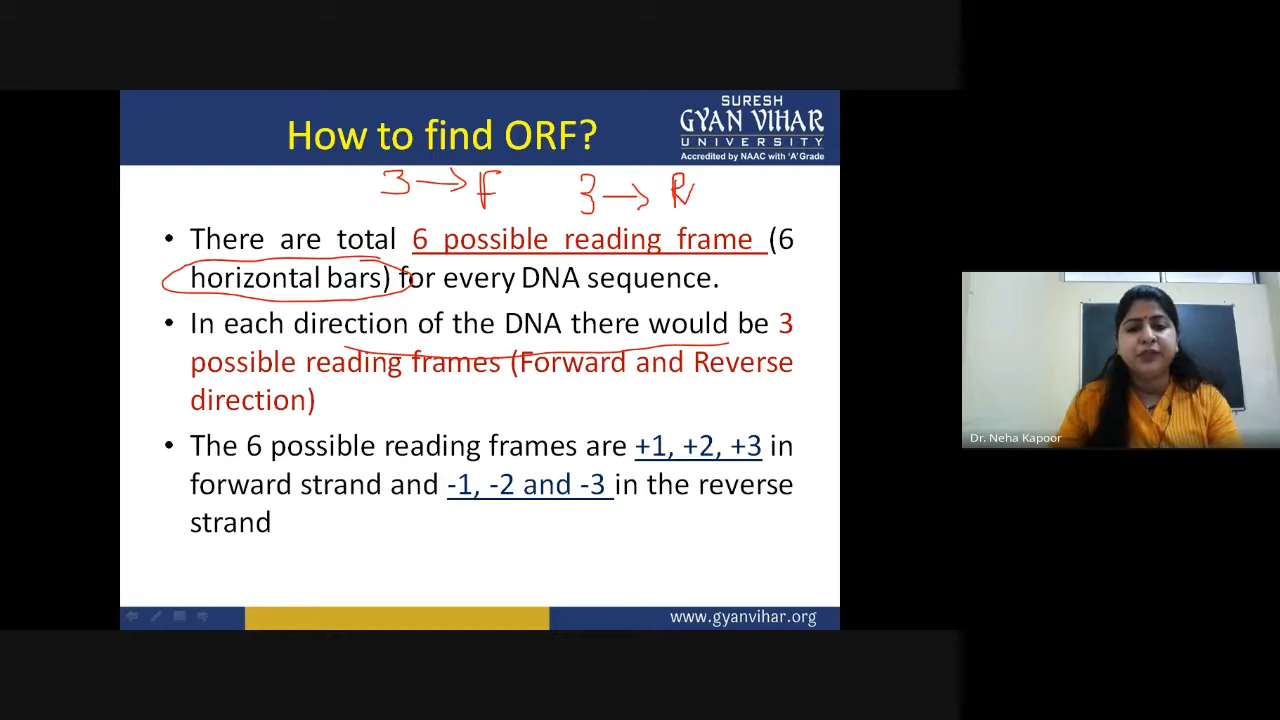 SURESH
GYAN VIHAR
UNIVERSITY
Accredited by NAAC with 'A' Grade
How to find ORF?
3 → F 3 → R
• There are total 6 possible reading frame (6
horizontal bars) for every DNA sequence.
• In each direction of the DNA there would be 3
possible reading frames (Forward and Reverse
direction)
• The 6 possible reading frames are +1, +2, +3 in
forward strand and -1, -2 and -3 in the reverse
strand
www.gyanvihar.org
Dr. Neha Kapoor